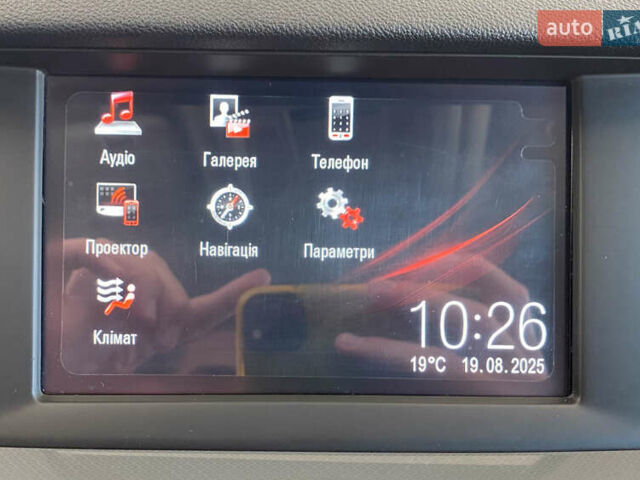 auto RIA
Аудіо
Галерея
Телефон
Проектор
Навігація
Параметри
Клімат
10:26
19°C 19.08.2025